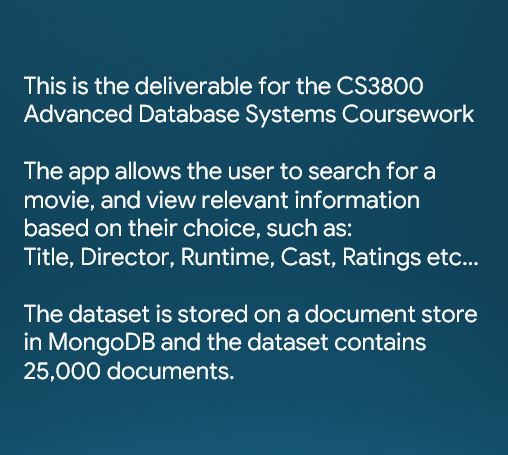 This is the deliverable for the CS3800
Advanced Database Systems Coursework
The app allows the user to search for a
movie, and view relevant information
based on their choice, such as:
Title, Director, Runtime, Cast, Ratings etc...
The dataset is stored on a document store
in MongoDB and the dataset contains
25,000 documents.